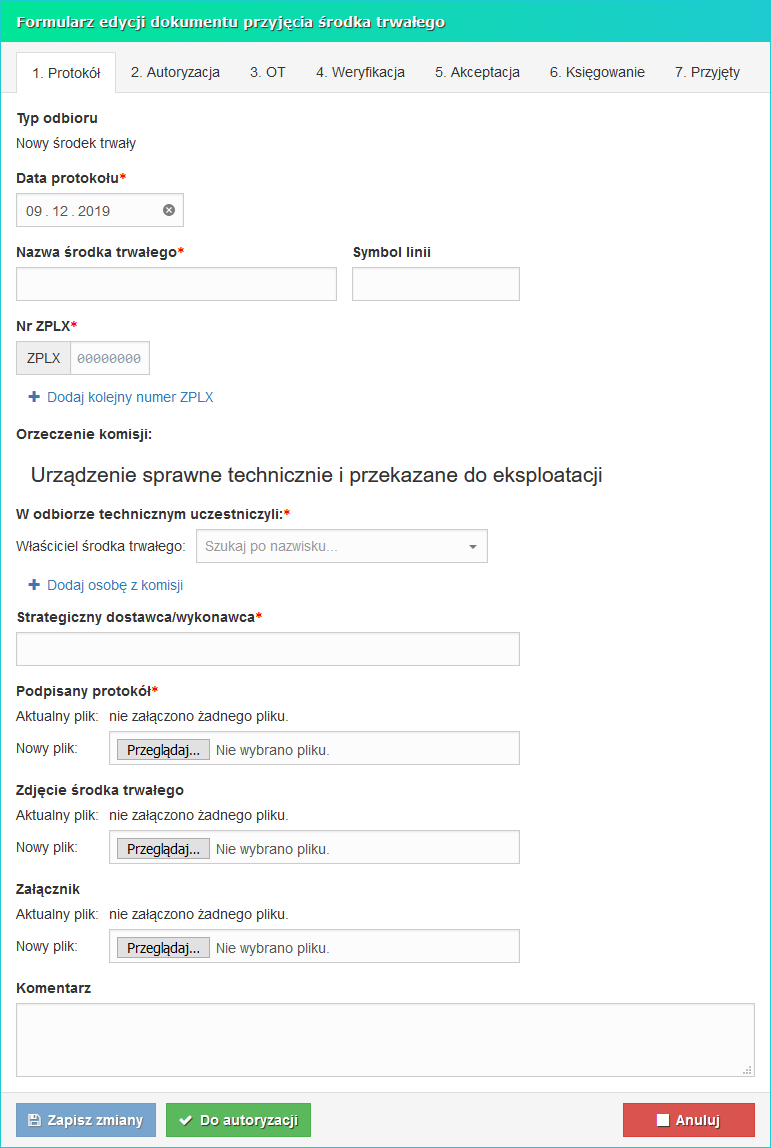 Formularz edycji dokumentu przyjęcia środka trwałego
1. Protokół 2. Autoryzacja 3. OT 4. Weryfikacja 5. Akceptacja 6. Księgowanie 7. Przyjęty
Typ odbioru
Nowy środek trwały
Data protokołu*
09 . 12 . 2019
Nazwa środka trwałego* Symbol linii
Nr ZPLX*
ZPLX 00000000
Dodaj kolejny numer ZPLX
Orzeczenie komisji:
Urządzenie sprawne technicznie i przekazane do eksploatacji
W odbiorze technicznym uczestniczyli:*
Właściciel środka trwałego: Szukaj po nazwisku...
Dodaj osobę z komisji
Strategiczny dostawca/wykonawca*
Podpisany protokół*
Aktualny plik: nie załączono żadnego pliku.
Nowy plik: Przeglądaj... Nie wybrano pliku.
Zdjęcie środka trwałego
Aktualny plik: nie załączono żadnego pliku.
Nowy plik: Przeglądaj... Nie wybrano pliku.
Załącznik
Aktualny plik: nie załączono żadnego pliku.
Nowy plik: Przeglądaj... Nie wybrano pliku.
Komentarz
Zapisz zmiany Do autoryzacji Anuluj